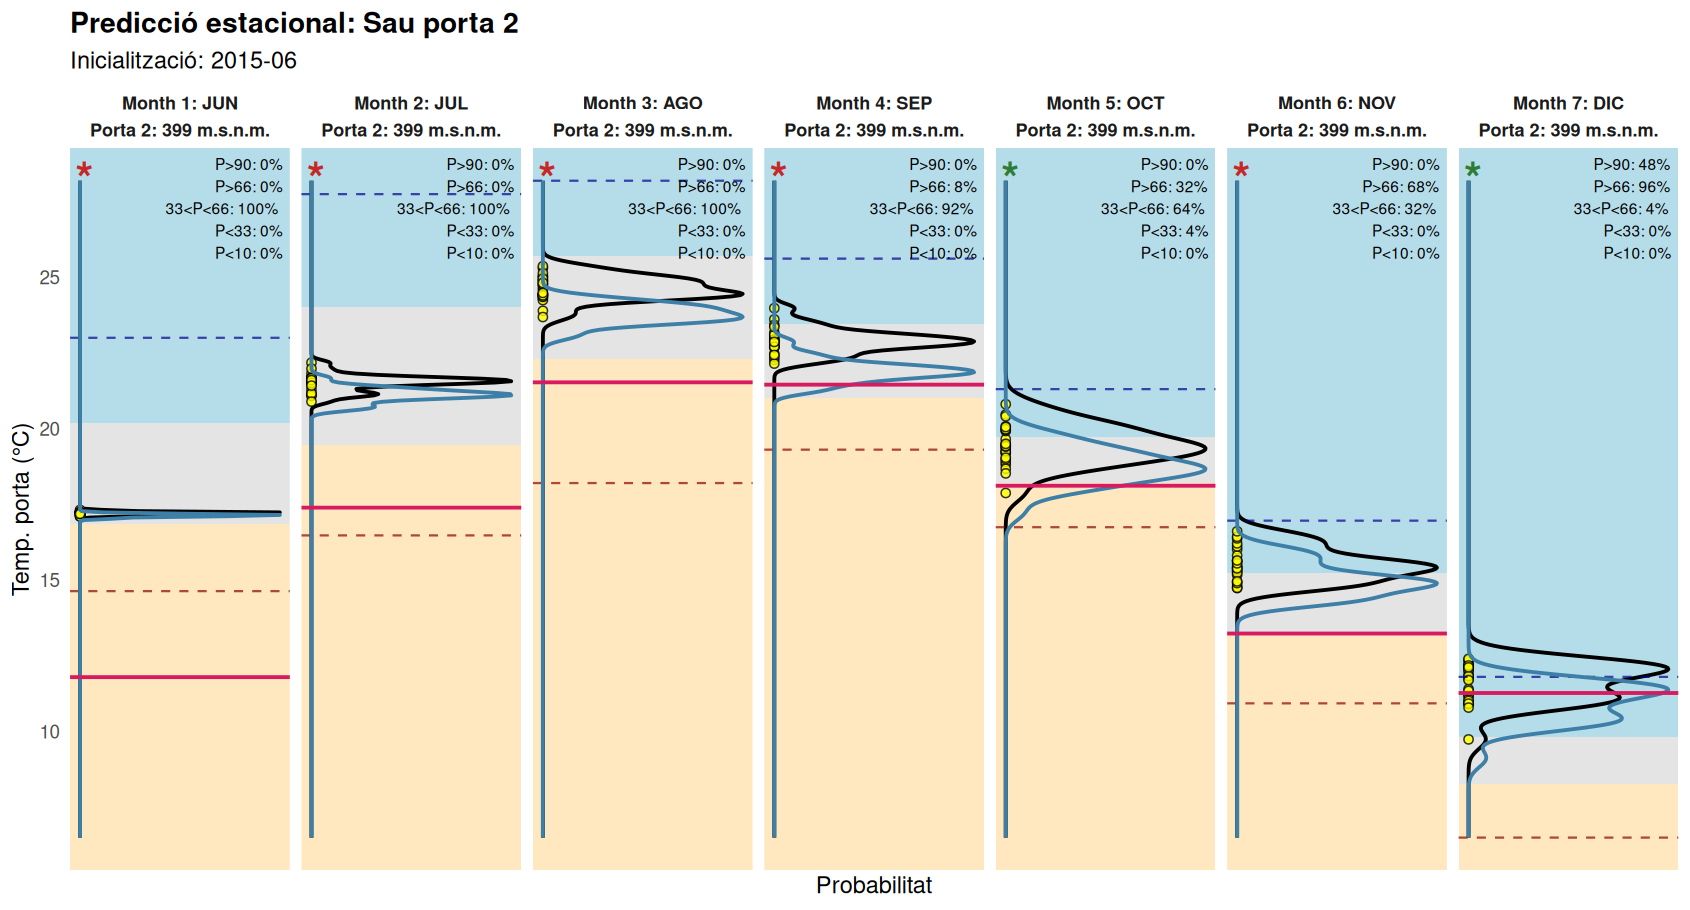 Predicció estacional: Sau porta 2
Inicialització: 2015-06
Month 1: JUN
Porta 2: 399 m.s.n.m.
Month 2: JUL
Porta 2: 399 m.s.n.m.
Month 3: AGO
Porta 2: 399 m.s.n.m.
Month 4: SEP
Porta 2: 399 m.s.n.m.
Month 5: OCT
Porta 2: 399 m.s.n.m.
Month 6: NOV
Porta 2: 399 m.s.n.m.
Month 7: DIC
Porta 2: 399 m.s.n.m.
*
P>90: 0%
P>66: 0%
33<P<66: 100%
P<33: 0%
P<10: 0%
*
P>90: 0%
P>66: 0%
33<P<66: 100%
P<33: 0%
P<10: 0%
*
P>90: 0%
P>66: 0%
33<P<66: 100%
P<33: 0%
P<10: 0%
*
P>90: 0%
P>66: 8%
33<P<66: 92%
P<33: 0%
P<10: 0%
*
P>90: 0%
P>66: 32%
33<P<66: 64%
P<33: 4%
P<10: 0%
*
P>90: 0%
P>66: 68%
33<P<66: 32%
P<33: 0%
P<10: 0%
*
P>90: 48%
P>66: 96%
33<P<66: 4%
P<33: 0%
P<10: 0%
25
20
15
10
Temp. porta (°C)
Probabilitat